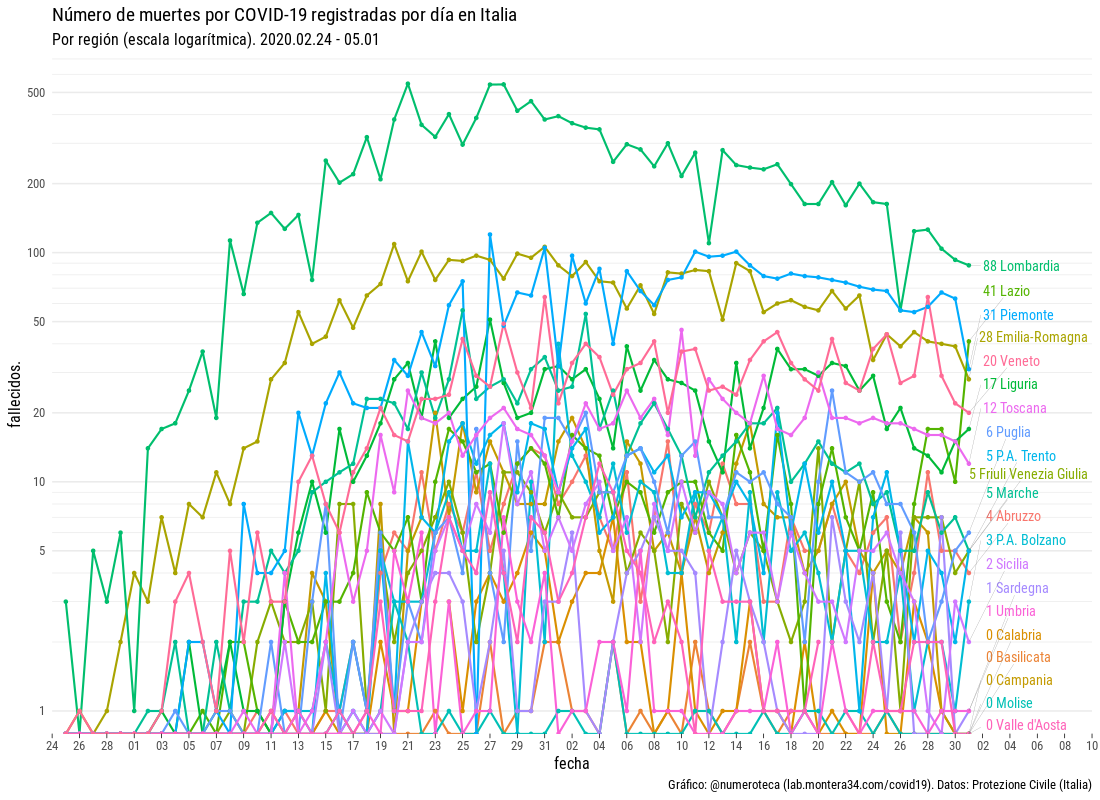 Número de muertes por COVID-19 registradas por día en Italia
Por región (escala logarítmica). 2020.02.24 - 05.01
500
200
100
50
20
10
5
1
fallecidos.
88 Lombardia
41 Lazio
31 Piemonte
28 Emilia-Romagna
20 Veneto
17 Liguria
12 Toscana
6 Puglia
5 P.A. Trento
5 Friuli Venezia Giulia
5 Marche
4 Abruzzo
3 P.A. Bolzano
2 Sicilia
1 Sardegna
1 Umbria
0 Calabria
0 Basilicata
0 Campania
0 Molise
0 Valle d'Aosta
24 26 28 01 03 05 07 09 11 13 15 17 19 21 23 25 27 29 31 02 04 06 08 10 12 14 16 18 20 22 24 26 28 30 02 04 06 08 10
fecha
Gráfico: @numeroteca (lab.montera34.com/covid19). Datos: Protezione Civile (Italia)